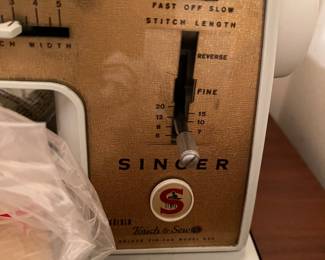 4 5
FAST OFF SLOW
STITCH LENGTH
CH WIDTH
REVERSE
FINE
20 15
12 10
8 7
6
SINGER
S
GOLDEN
Touch & Sew